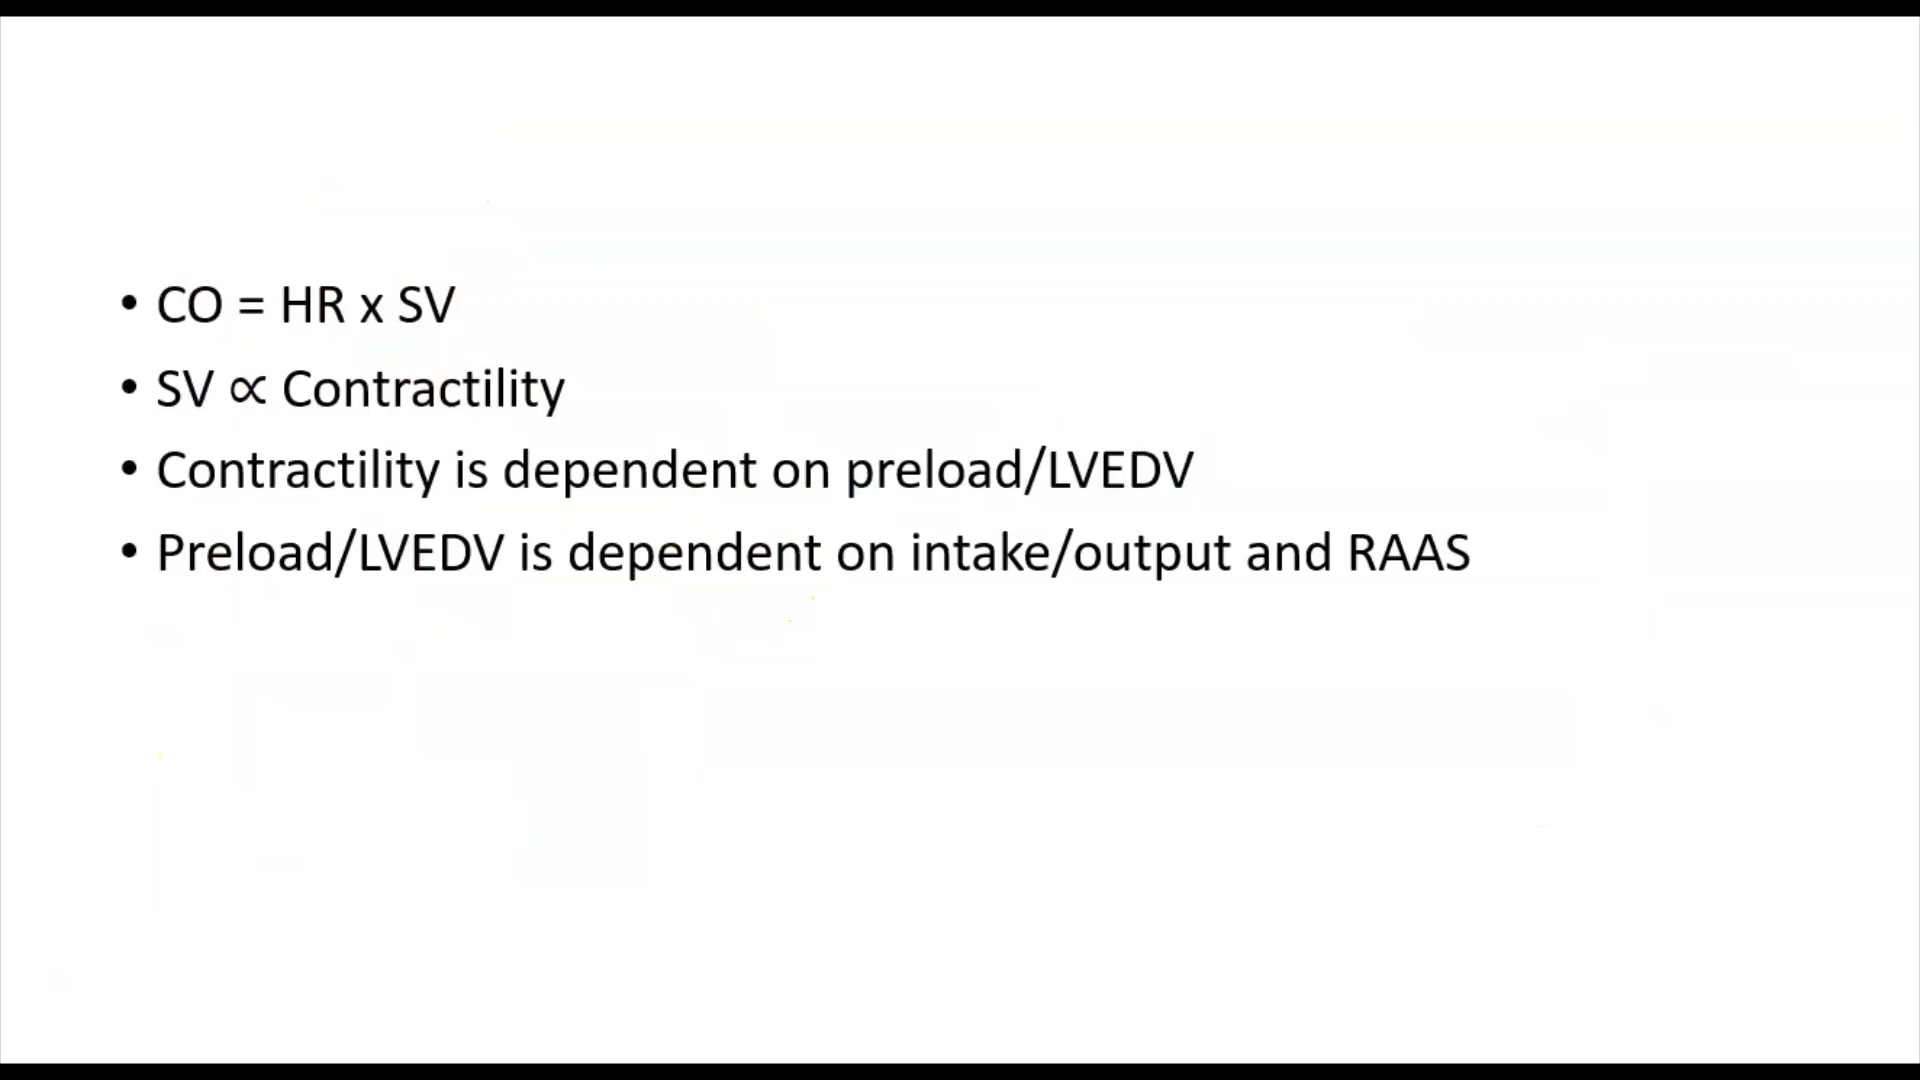 • CO = HR x SV
• SV ∝ Contractility
• Contractility is dependent on preload/LVEDV
• Preload/LVEDV is dependent on intake/output and RAAS